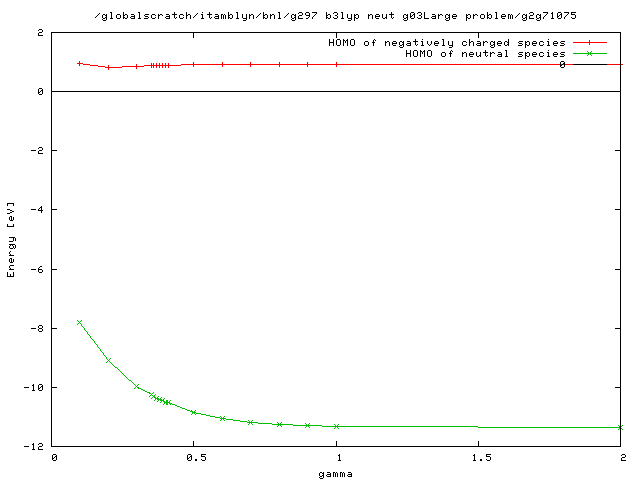 /globalscratch/itamblyn/bnl/g297 b3lyp neut g03Large problem/g2g71075
HOMO of negatively charged species
HOMO of neutral species
0
2
0
-2
-4
-6
-8
-10
-12
Energy [eV]
0 0.5 1 1.5 2
gamma